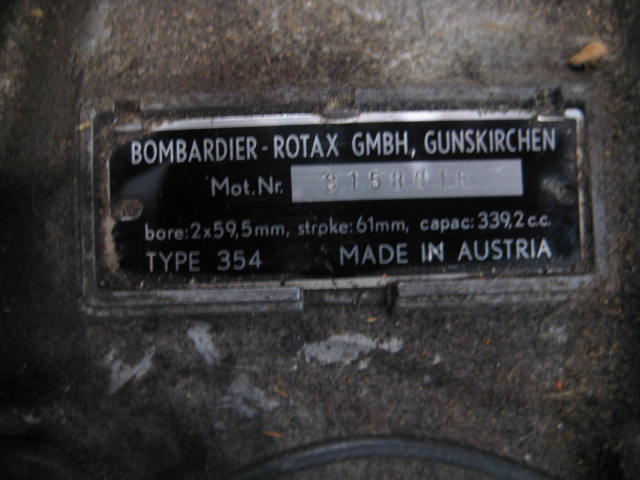 BOMBARDIER-ROTAX GMBH, GUNSKIRCHEN
Mot.Nr.
bore: 2x59,5mm, stroke: 61mm, capac: 339,2 c.c.
TYPE 354 MADE IN AUSTRIA